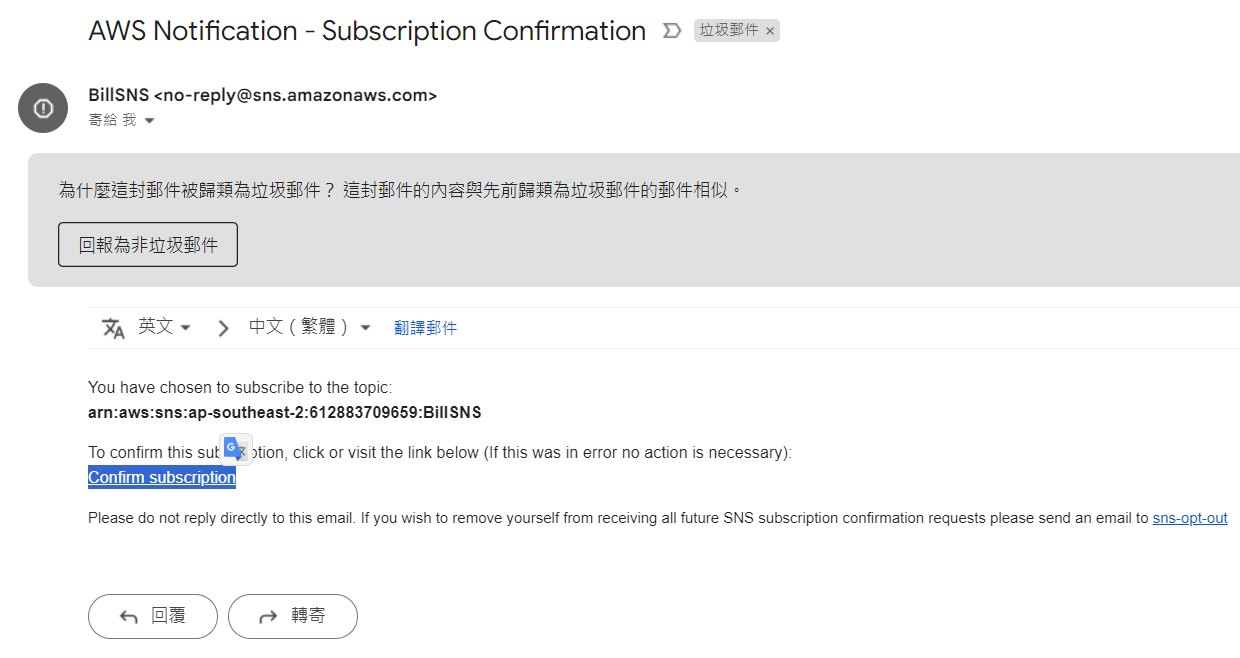 AWS Notification - Subscription Confirmation
垃圾郵件 ×
BillSNS <no-reply@sns.amazonaws.com>
寄給 我
為什麼這封郵件被歸類為垃圾郵件？ 這封郵件的內容與先前歸類為垃圾郵件的郵件相似。
回報為非垃圾郵件
英文 > 中文（繁體） 翻譯郵件
You have chosen to subscribe to the topic:
arn:aws:sns:ap-southeast-2:612883709659:BillSNS
To confirm this sub ption, click or visit the link below (If this was in error no action is necessary):
Confirm subscription
Please do not reply directly to this email. If you wish to remove yourself from receiving all future SNS subscription confirmation requests please send an email to sns-opt-out
回覆 轉寄